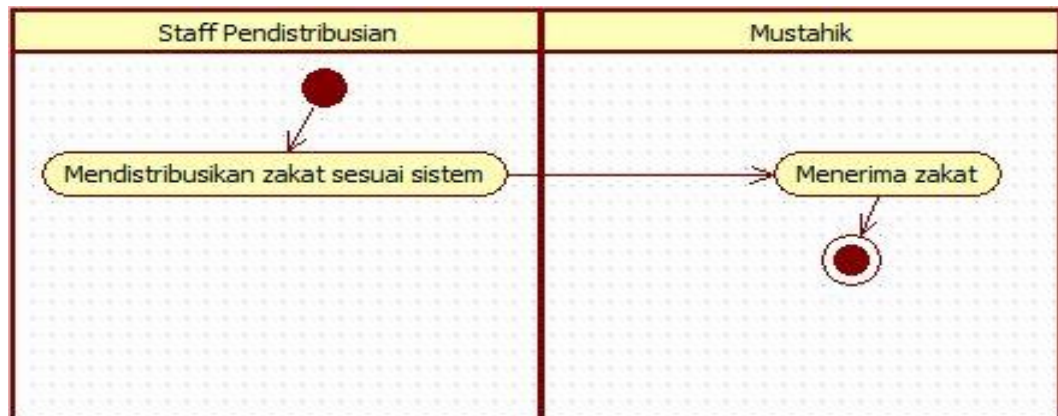 Staff Pendistribusian
Mustahik
Mendistribusikan zakat sesuai sistem
Menerima zakat